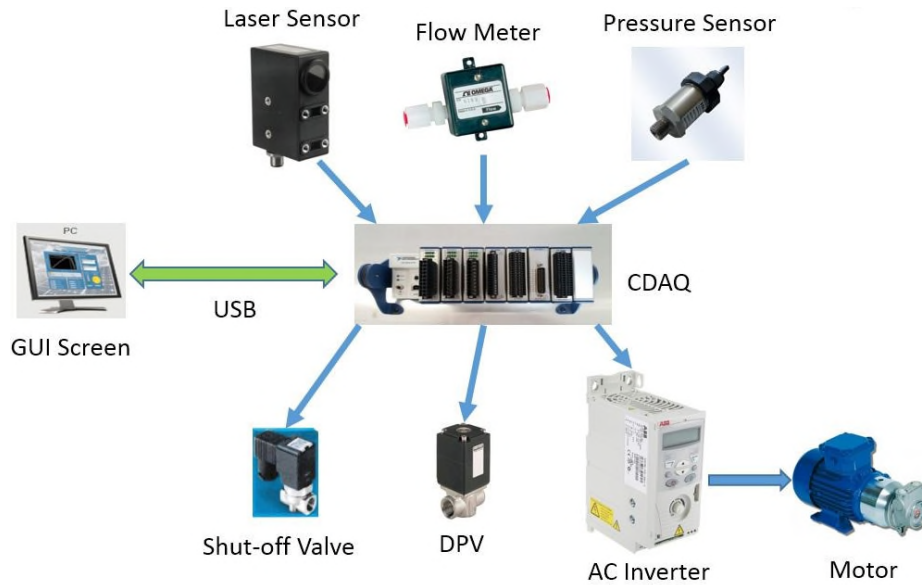 Laser Sensor
Flow Meter
Pressure Sensor
OMEGA
PC
CDAQ
USB
GUI Screen
ABB
Shut-off Valve
DPV
AC Inverter
Motor